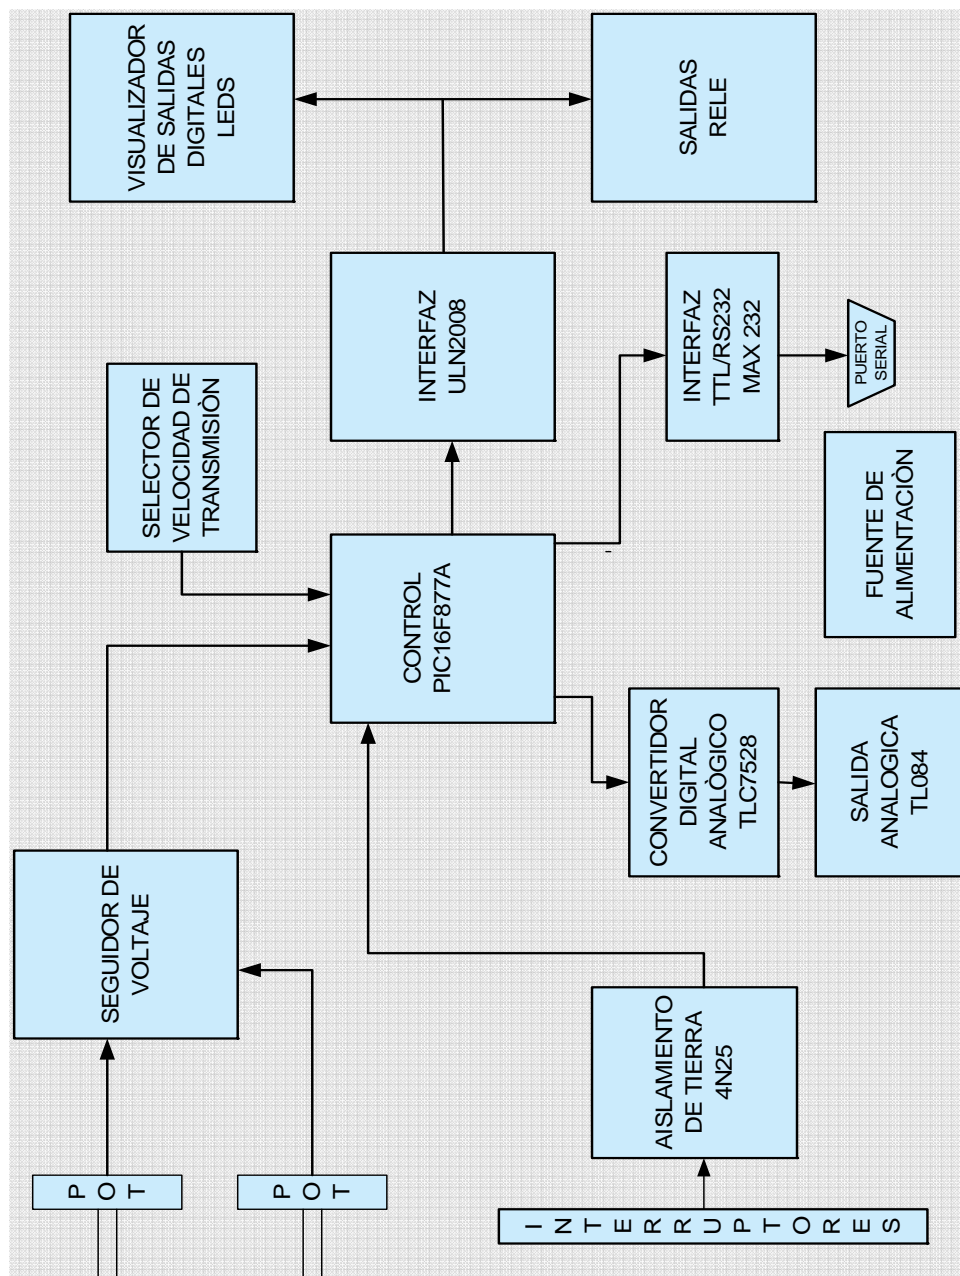 POT
POT
INTERRUPTORES
SEGUIDOR DE
VOLTAJE
AISLAMIENTO
DE TIERRA
4N25
SELECTOR DE
VELOCIDAD DE
TRANSMISIÒN
CONTROL
PIC16F877A
CONVERTIDOR
DIGITAL
ANALÒGICO
TLC7528
SALIDA
ANALOGICA
TL084
INTERFAZ
ULN2008
INTERFAZ
TTL/RS232
MAX 232
PUERTO
SERIAL
FUENTE DE
ALIMENTACIÒN
VISUALIZADOR
DE SALIDAS
DIGITALES
LEDS
SALIDAS
RELE